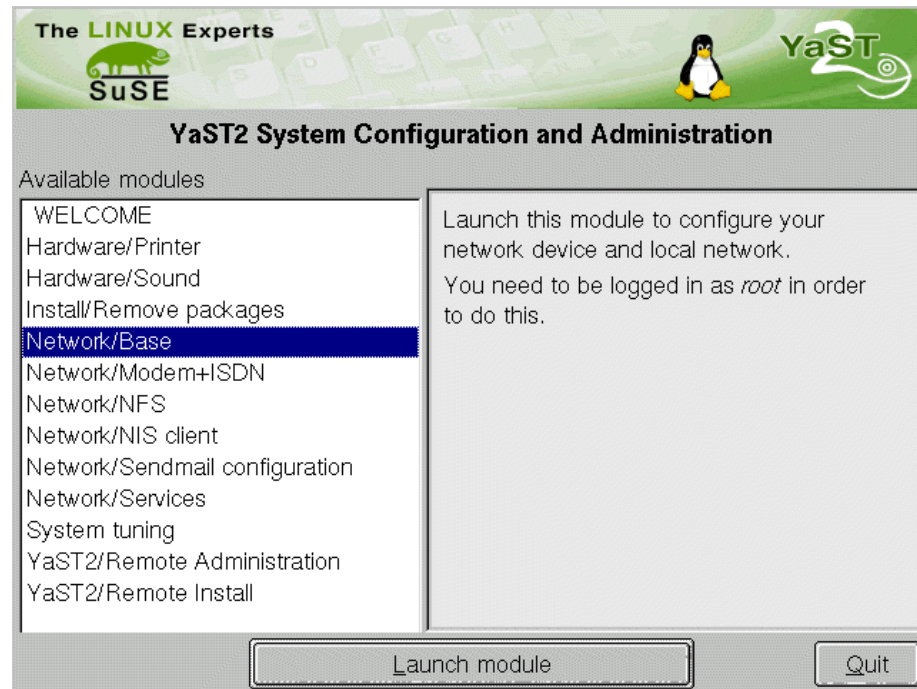 The LINUX Experts
SuSE
YaST
YaST2 System Configuration and Administration
Available modules
WELCOME
Hardware/Printer
Hardware/Sound
Install/Remove packages
Network/Base
Network/Modem+ISDN
Network/NFS
Network/NIS client
Network/Sendmail configuration
Network/Services
System tuning
YaST2/Remote Administration
YaST2/Remote Install
Launch this module to configure your
network device and local network.
You need to be logged in as root in order
to do this.
Launch module
Quit